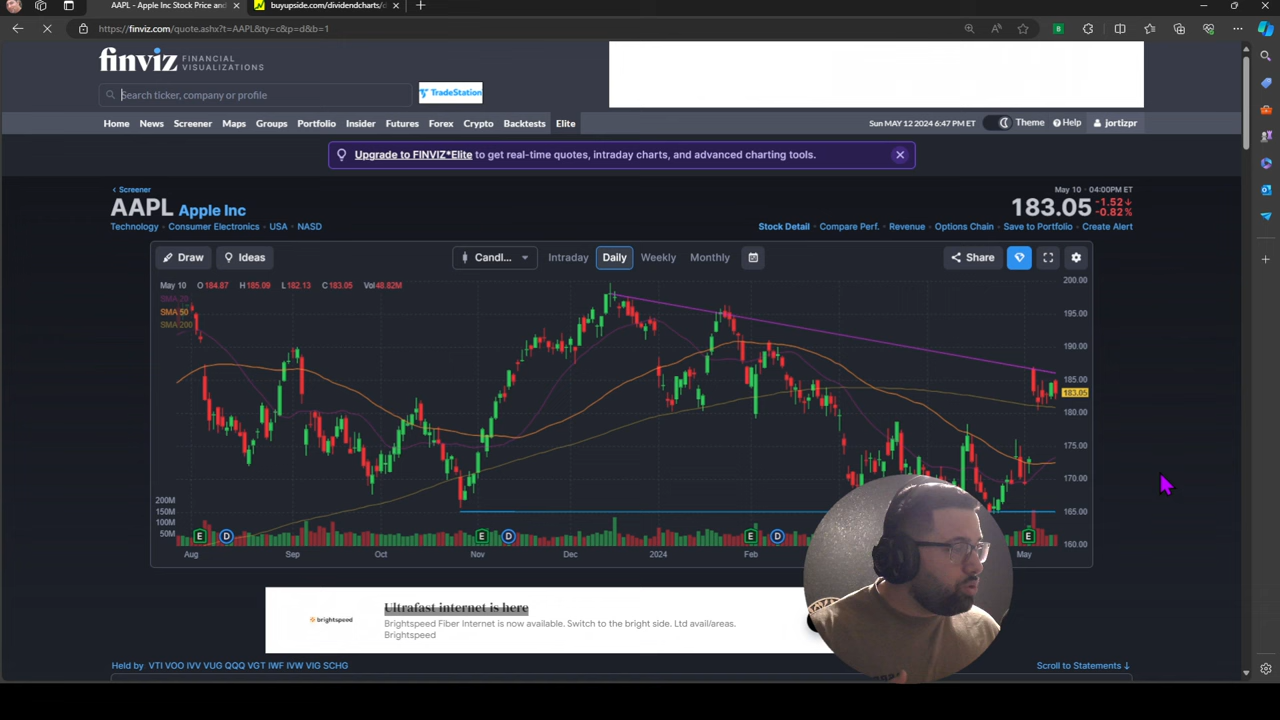 AAPL - Apple Inc Stock Price and
buyupside.com/dividendcharts/
https://finviz.com/quote.ashx?t=AAPL&ty=c&p=d&b=1
finviz FINANCIAL VISUALIZATIONS
Search ticker, company or profile
TradeStation
Home News Screener Maps Groups Portfolio Insider Futures Forex Crypto Backtests Elite
Sun MAY 12 2024 6:47 PM ET Theme Help jortizpr
Upgrade to FINVIZ*Elite to get real-time quotes, intraday charts, and advanced charting tools.
‹ Screener
May 10 · 04:00PM ET
AAPL Apple Inc
183.05 -1.52↓
-0.82%
Technology · Consumer Electronics · USA · NASD
Stock Detail · Compare Perf. · Revenue · Options Chain · Save to Portfolio · Create Alert
Draw Ideas Candl... Intraday Daily Weekly Monthly Share
May 10 O 184.87 H 185.09 L 182.13 C 183.05 Vol 48.82M
SMA 20
SMA 50
SMA 200
200.00
195.00
190.00
185.00
183.05
180.00
175.00
170.00
165.00
160.00
200M
150M
100M
50M
E D E D E D E
Aug Sep Oct Nov Dec 2024 Feb May
brightspeed
Ultrafast internet is here
Brightspeed Fiber Internet is now available. Switch to the bright side. Ltd avail/areas.
Brightspeed
Held by VTI VOO IVV VUG QQQ VGT IWF IVW VIG SCHG
Scroll to Statements ↓